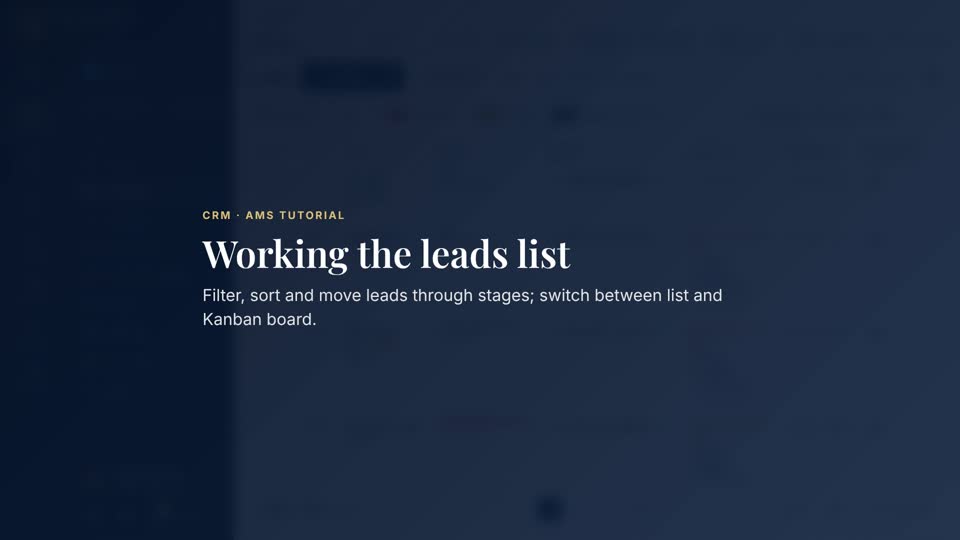 CRM · AMS TUTORIAL
Working the leads list
Filter, sort and move leads through stages; switch between list and
Kanban board.